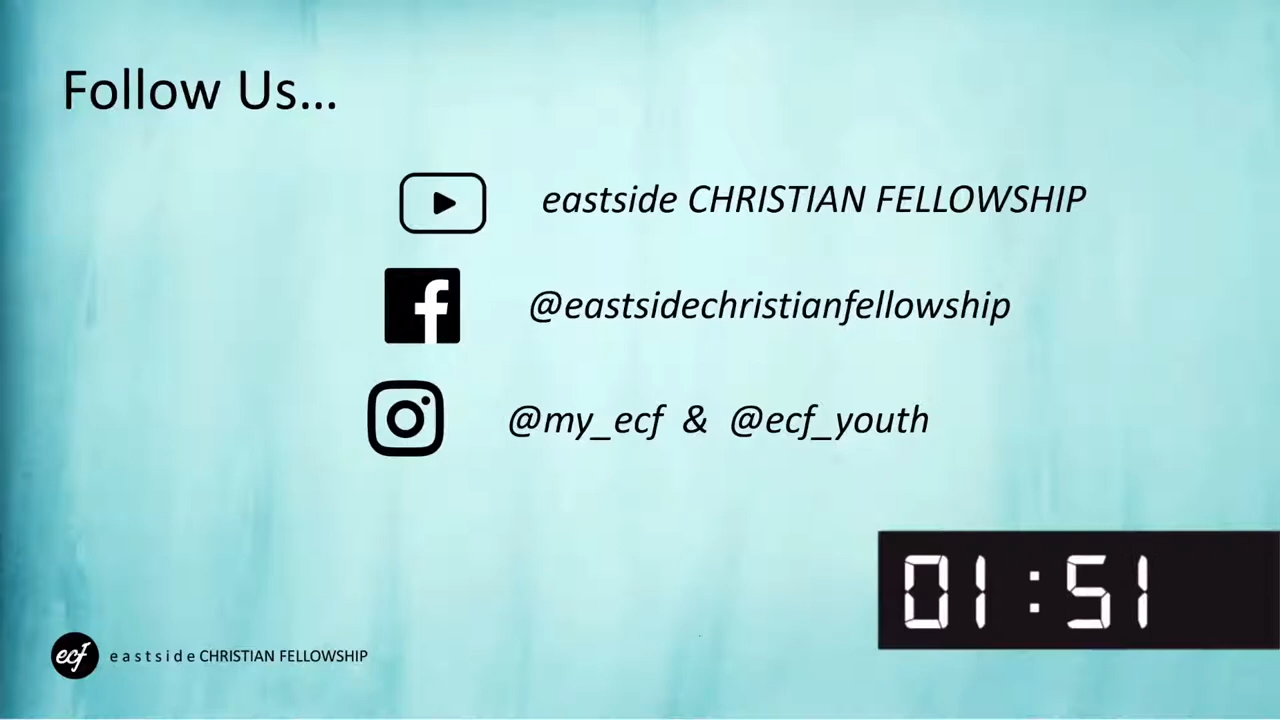 Follow Us...
eastside CHRISTIAN FELLOWSHIP
@eastsidechristianfellowship
@my_ecf & @ecf_youth
01:51
ecf eastside CHRISTIAN FELLOWSHIP